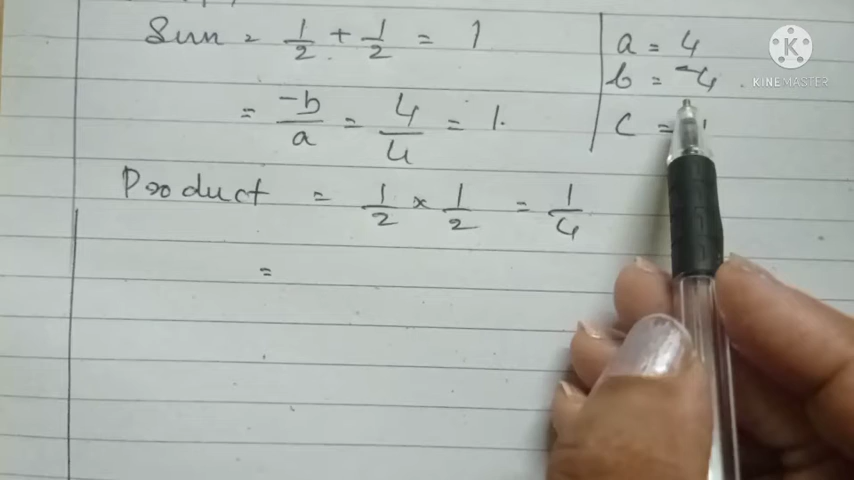 Sum = 1/2 + 1/2 = 1
= -b/a = 4/4 = 1.
a = 4
b = -4
c =
Product = 1/2 × 1/2 = 1/4
=
K
KINEMASTER